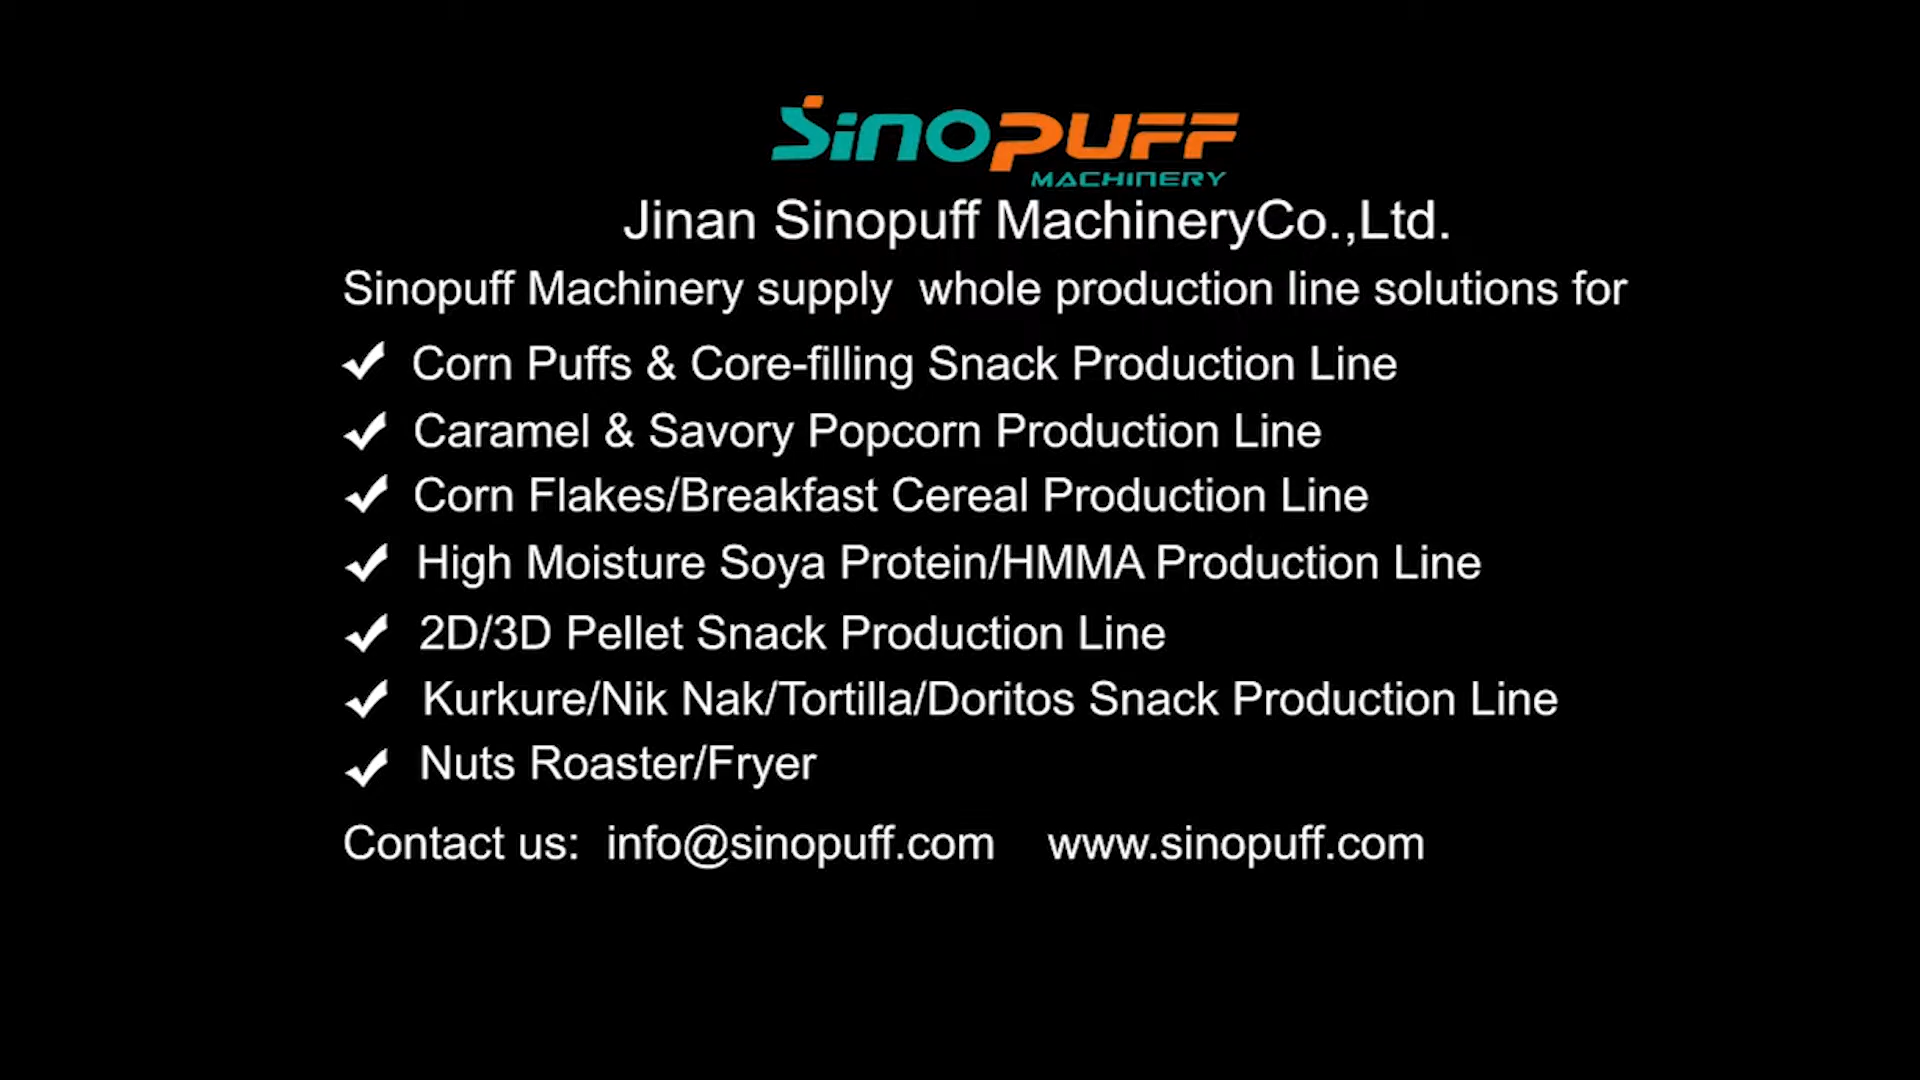 SinoPUFF
MACHINERY
Jinan Sinopuff MachineryCo.,Ltd.
Sinopuff Machinery supply  whole production line solutions for
✔ Corn Puffs & Core-filling Snack Production Line
✔ Caramel & Savory Popcorn Production Line
✔ Corn Flakes/Breakfast Cereal Production Line
✔ High Moisture Soya Protein/HMMA Production Line
✔ 2D/3D Pellet Snack Production Line
✔ Kurkure/Nik Nak/Tortilla/Doritos Snack Production Line
✔ Nuts Roaster/Fryer
Contact us: info@sinopuff.com www.sinopuff.com